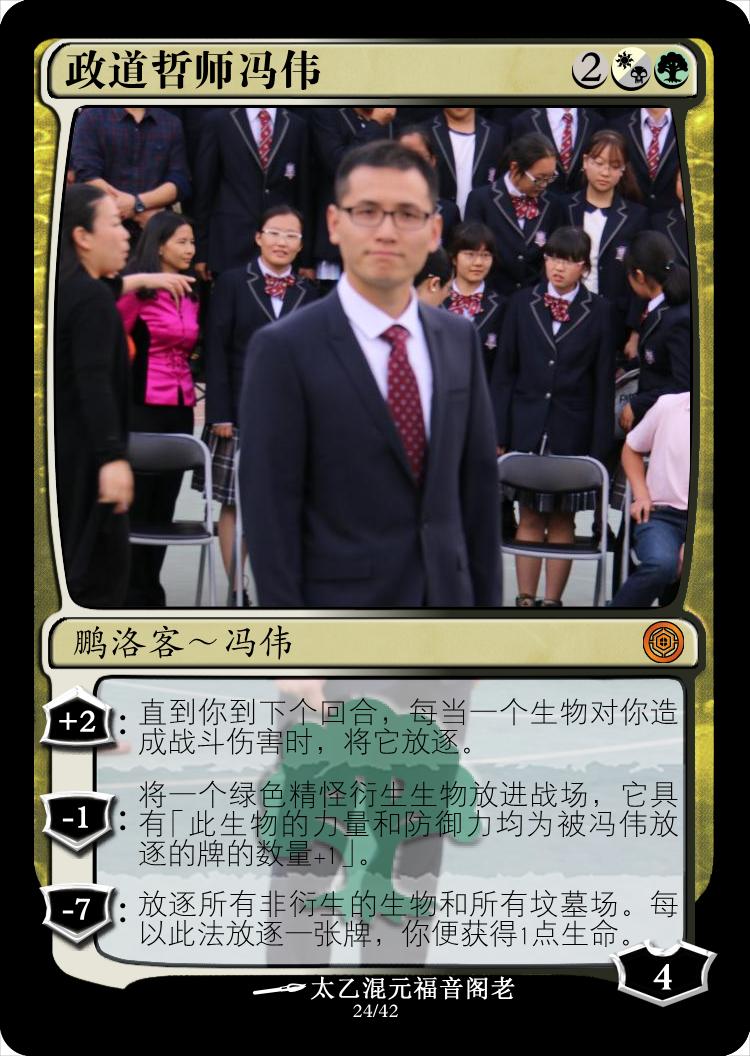 政道哲师冯伟 2
鹏洛客～冯伟
+2：直到你到下个回合，每当一个生物对你造
成战斗伤害时，将它放逐。
-1：将一个绿色精怪衍生生物放进战场，它具
有「此生物的力量和防御力均为被冯伟放
逐的牌的数量+1」。
-7：放逐所有非衍生的生物和所有坟墓场。每
以此法放逐一张牌，你便获得1点生命。
4
太乙混元福音阁老
24/42